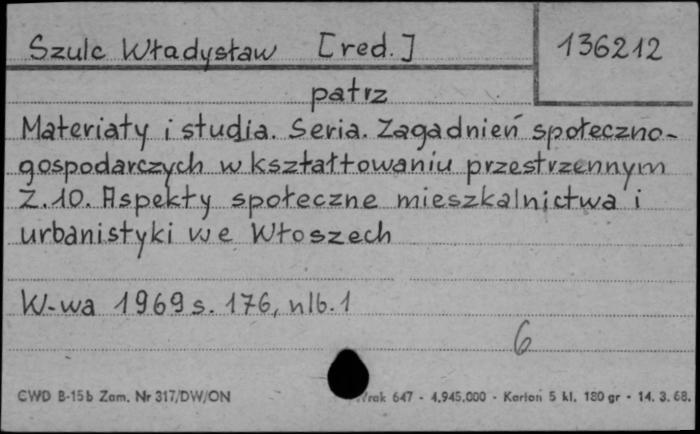 Szulc Władysław [red.] 136212
patrz
Materiały i studia. Seria. Zagadnień społeczno-
gospodarczych w kształtowaniu przestrzennym
Z.10. Aspekty społeczne mieszkalnictwa i
urbanistyki we Włoszech
W-wa 1969 s. 176, nlb. 1
6
CWD B-15b Zam. Nr 317/DW/ON 647 - 4.945.000 - Karton 5 kl. 180 gr - 14. 3. 68.